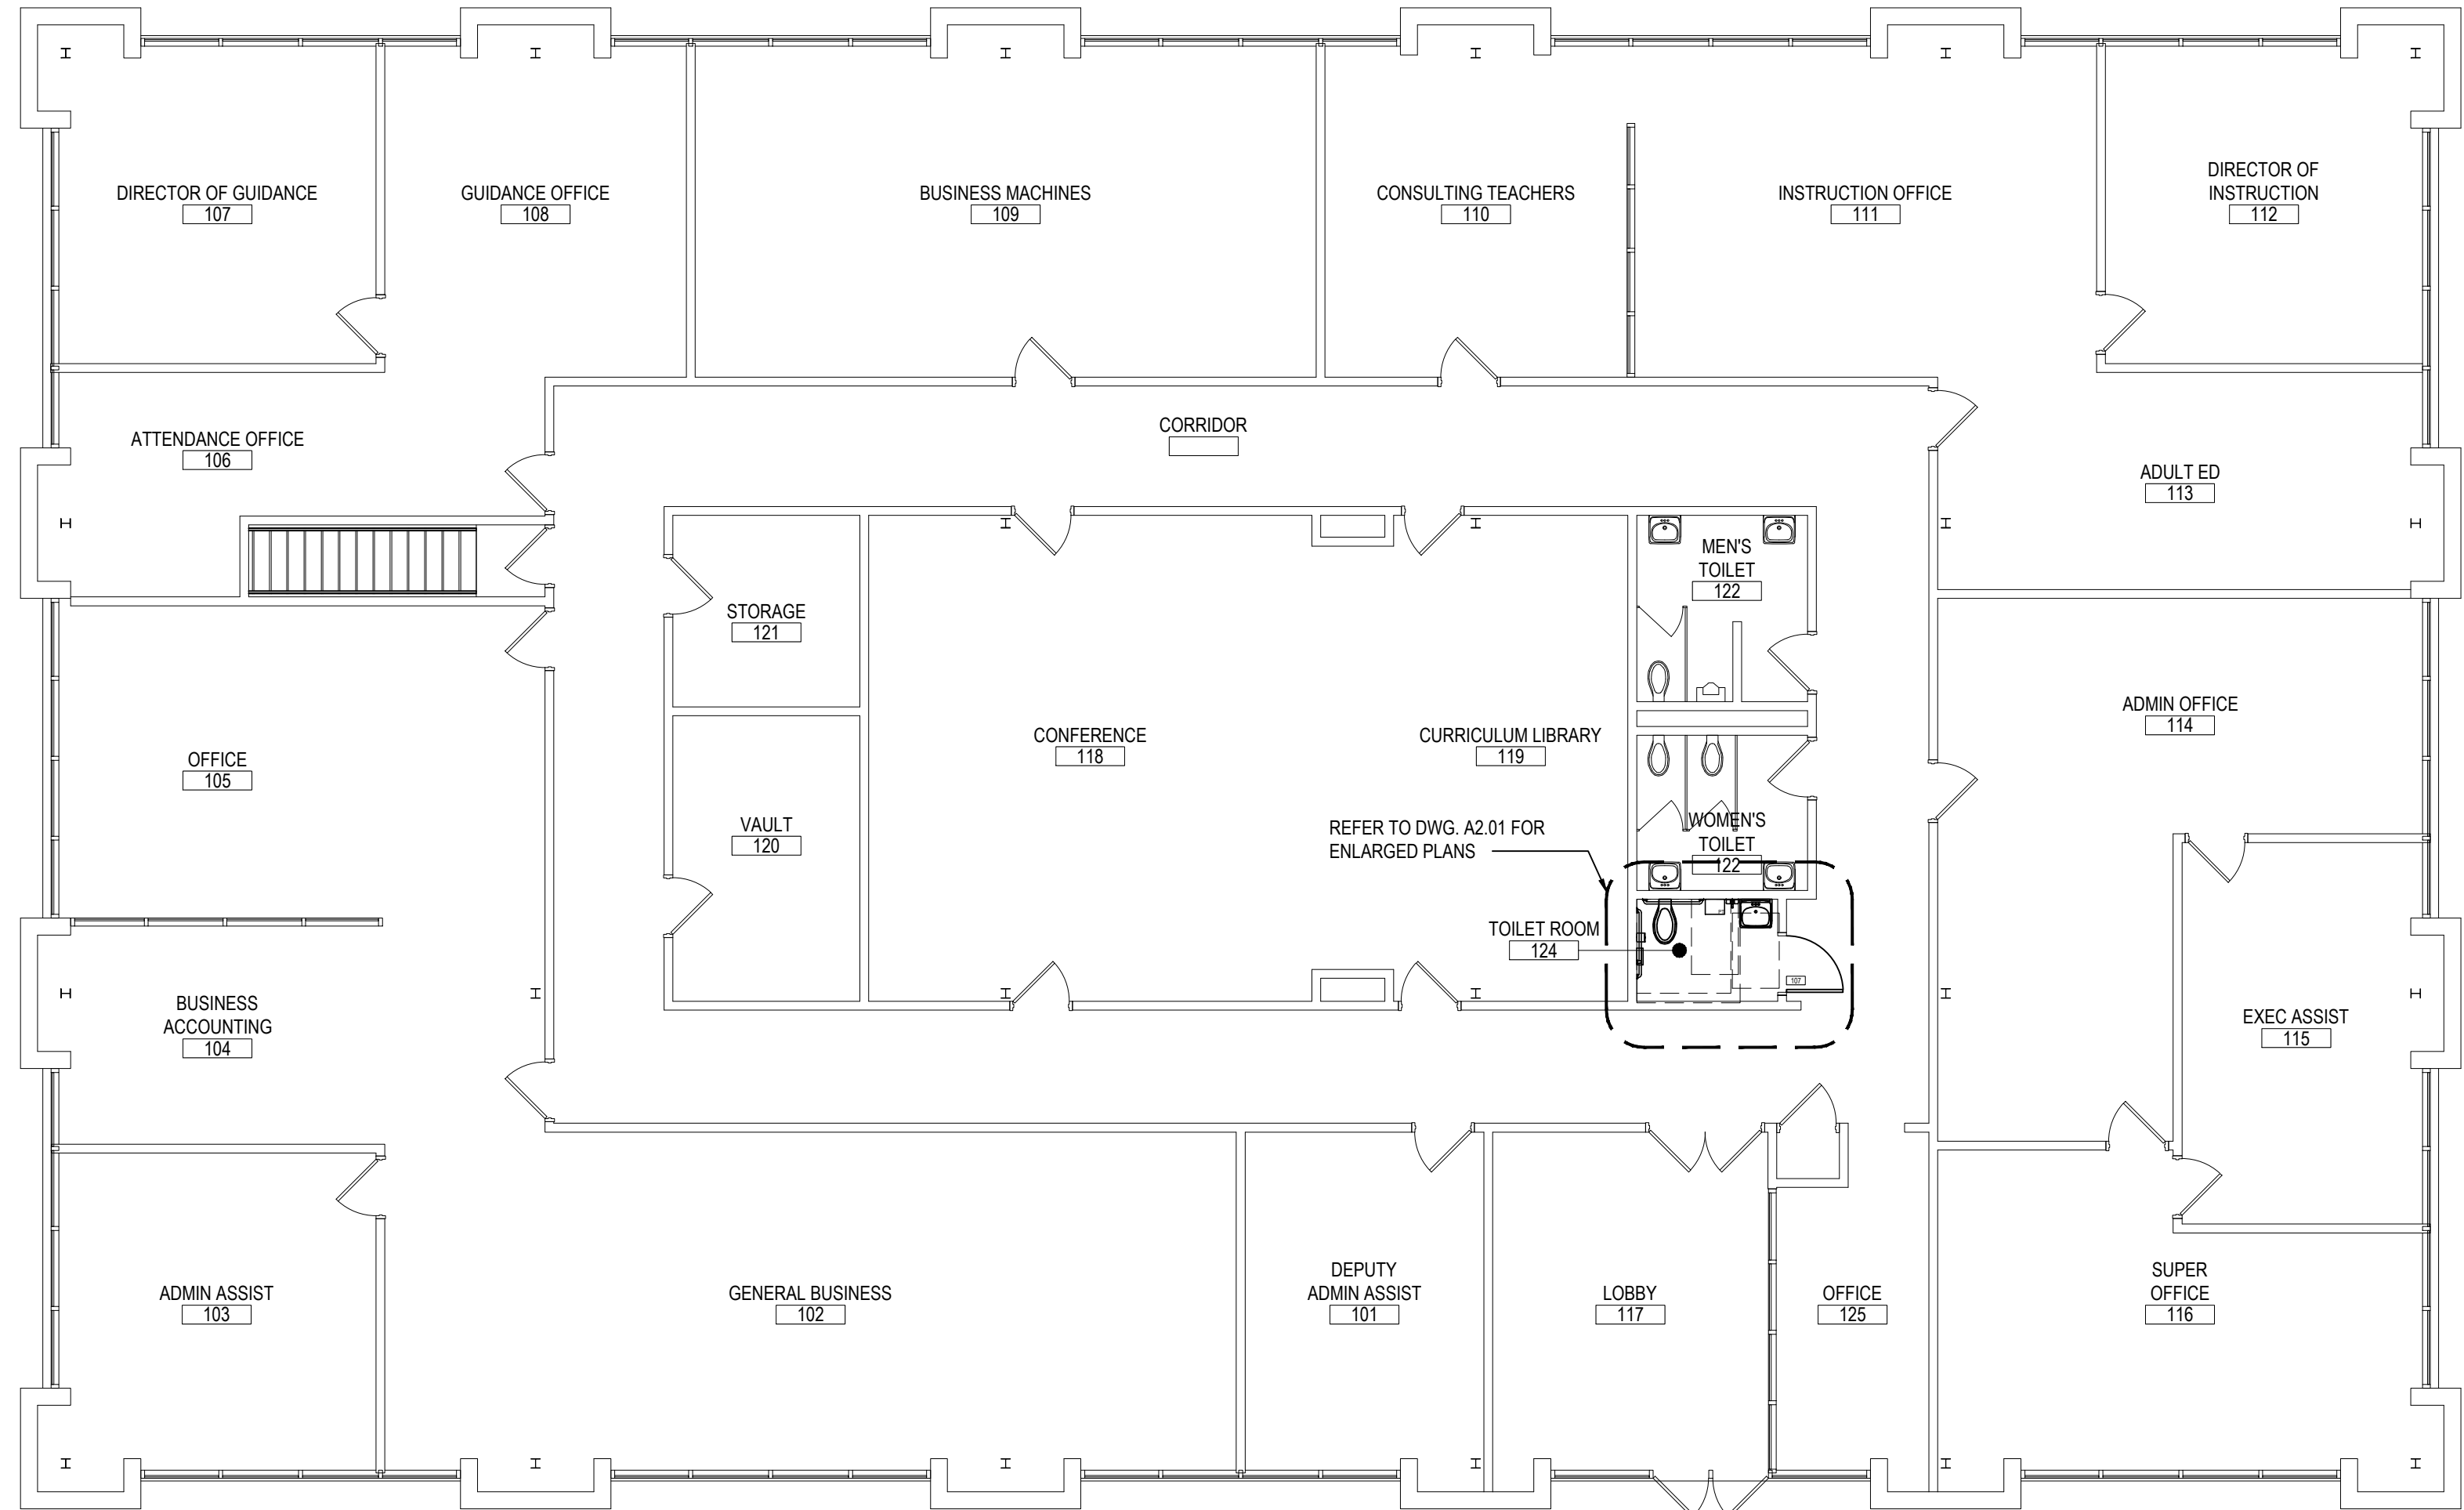 DIRECTOR OF GUIDANCE
107
GUIDANCE OFFICE
108
BUSINESS MACHINES
109
CONSULTING TEACHERS
110
INSTRUCTION OFFICE
111
DIRECTOR OF
INSTRUCTION
112
ATTENDANCE OFFICE
106
CORRIDOR
ADULT ED
113
STORAGE
121
MEN'S
TOILET
122
OFFICE
105
CONFERENCE
118
CURRICULUM LIBRARY
119
ADMIN OFFICE
114
VAULT
120
REFER TO DWG. A2.01 FOR
ENLARGED PLANS
WOMEN'S
TOILET
122
TOILET ROOM
124
107
BUSINESS
ACCOUNTING
104
EXEC ASSIST
115
ADMIN ASSIST
103
GENERAL BUSINESS
102
DEPUTY
ADMIN ASSIST
101
LOBBY
117
OFFICE
125
SUPER
OFFICE
116